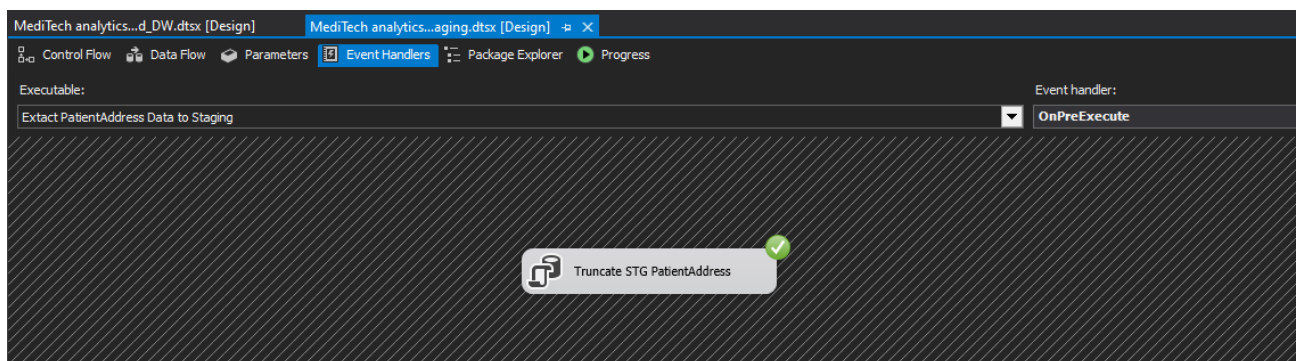 MediTech analytics...d_DW.dtsx [Design] MediTech analytics...aging.dtsx [Design]
Control Flow Data Flow Parameters Event Handlers Package Explorer Progress
Executable: Event handler:
Extact PatientAddress Data to Staging OnPreExecute
Truncate STG PatientAddress